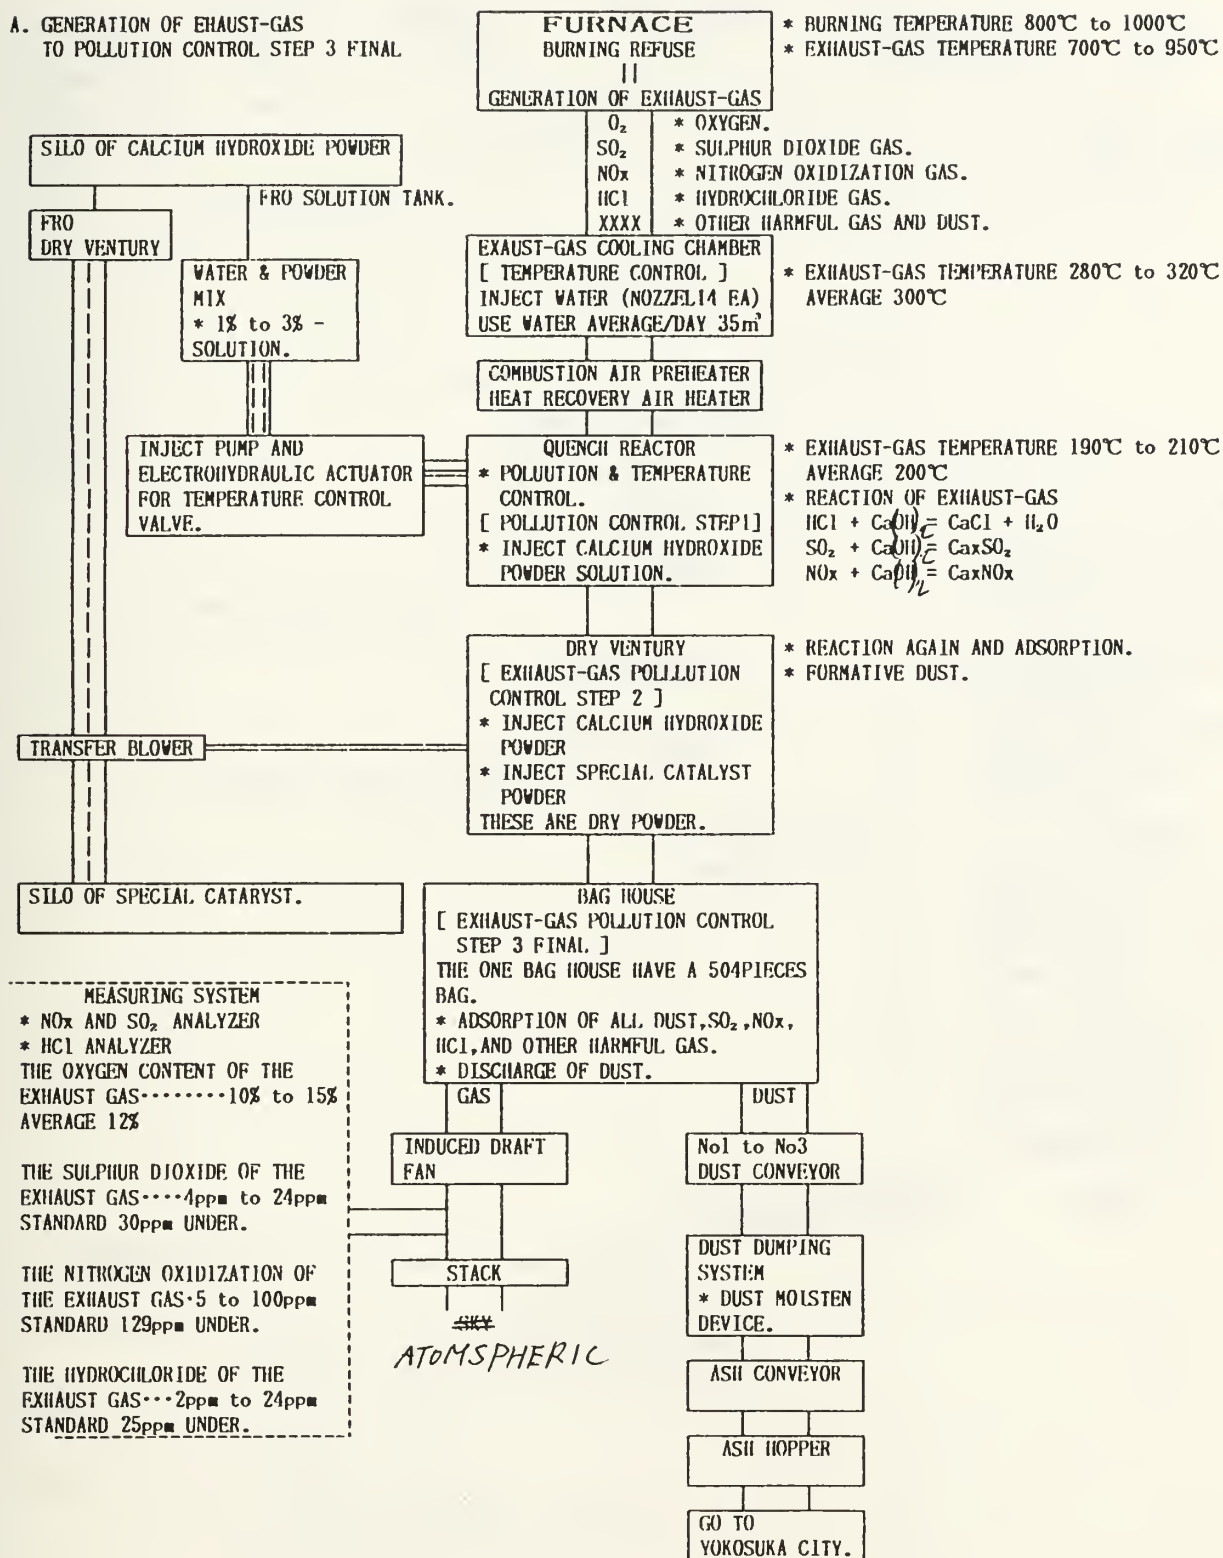 A. GENERATION OF EHAUST-GAS
TO POLLUTION CONTROL STEP 3 FINAL
FURNACE
BURNING REFUSE
||
GENERATION OF EXHAUST-GAS
* BURNING TEMPERATURE 800℃ to 1000℃
* EXHAUST-GAS TEMPERATURE 700℃ to 950℃
O₂ * OXYGEN.
SO₂ * SULPHUR DIOXIDE GAS.
NOx * NITROGEN OXIDIZATION GAS.
HCl * HYDROCHLORIDE GAS.
XXXX * OTHER HARMFUL GAS AND DUST.
SILO OF CALCIUM HYDROXIDE POWDER
FRO SOLUTION TANK.
FRO
DRY VENTURY
WATER & POWDER
MIX
* 1% to 3% -
SOLUTION.
EXAUST-GAS COOLING CHAMBER
[ TEMPERATURE CONTROL ]
INJECT WATER (NOZZEL14 EA)
USE WATER AVERAGE/DAY 35m³
* EXHAUST-GAS TEMPERATURE 280℃ to 320℃
AVERAGE 300℃
COMBUSTION AIR PREHEATER
HEAT RECOVERY AIR HEATER
INJECT PUMP AND
ELECTROHYDRAULIC ACTUATOR
FOR TEMPERATURE CONTROL
VALVE.
QUENCH REACTOR
* POLUUTION & TEMPERATURE
CONTROL.
[ POLLUTION CONTROL STEP1]
* INJECT CALCIUM HYDROXIDE
POWDER SOLUTION.
* EXHAUST-GAS TEMPERATURE 190℃ to 210℃
AVERAGE 200℃
* REACTION OF EXHAUST-GAS
HCl + Ca(OH)₂ = CaCl + H₂O
SO₂ + Ca(OH)₂ = CaxSO₂
NOx + Ca(OH)₂ = CaxNOx
DRY VENTURY
[ EXHAUST-GAS POLLLUTION
CONTROL STEP 2 ]
* INJECT CALCIUM HYDROXIDE
POWDER
* INJECT SPECIAL CATALYST
POWDER
THESE ARE DRY POWDER.
* REACTION AGAIN AND ADSORPTION.
* FORMATIVE DUST.
TRANSFER BLOWER
SILO OF SPECIAL CATARYST.
BAG HOUSE
[ EXHAUST-GAS POLLUTION CONTROL
STEP 3 FINAL ]
THE ONE BAG HOUSE HAVE A 504PIECES
BAG.
* ADSORPTION OF ALL DUST,SO₂,NOx,
HCl,AND OTHER HARMFUL GAS.
* DISCHARGE OF DUST.
GAS DUST
MEASURING SYSTEM
* NOx AND SO₂ ANALYZER
* HCl ANALYZER
THE OXYGEN CONTENT OF THE
EXHAUST GAS········10% to 15%
AVERAGE 12%
THE SULPHUR DIOXIDE OF THE
EXHAUST GAS····4ppm to 24ppm
STANDARD 30ppm UNDER.
THE NITROGEN OXIDIZATION OF
THE EXHAUST GAS·5 to 100ppm
STANDARD 129ppm UNDER.
THE HYDROCHLORIDE OF THE
EXHAUST GAS···2ppm to 24ppm
STANDARD 25ppm UNDER.
INDUCED DRAFT
FAN
STACK
SKY
ATOMSPHERIC
No1 to No3
DUST CONVEYOR
DUST DUMPING
SYSTEM
* DUST MOISTEN
DEVICE.
ASH CONVEYOR
ASH HOPPER
GO TO
YOKOSUKA CITY.